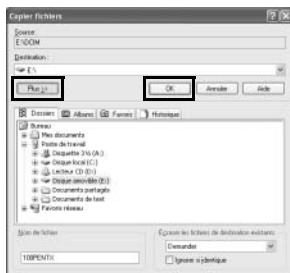 Copier fichiers
Source:
E:\DCIM
Destination:
E:\
Plus >>
OK
Annuler
Aide
Dossiers
Albums
Favoris
Historique
Bureau
Mes documents
Poste de travail
Disquette 3½ (A:)
Disque local (C:)
Lecteur CD (D:)
Disque amovible (E:)
Documents partagés
Documents de test
Favoris réseau
Nom de fichier
Écraser les fichiers de destination existants
100PENTX
Demander
Ignorer si identique